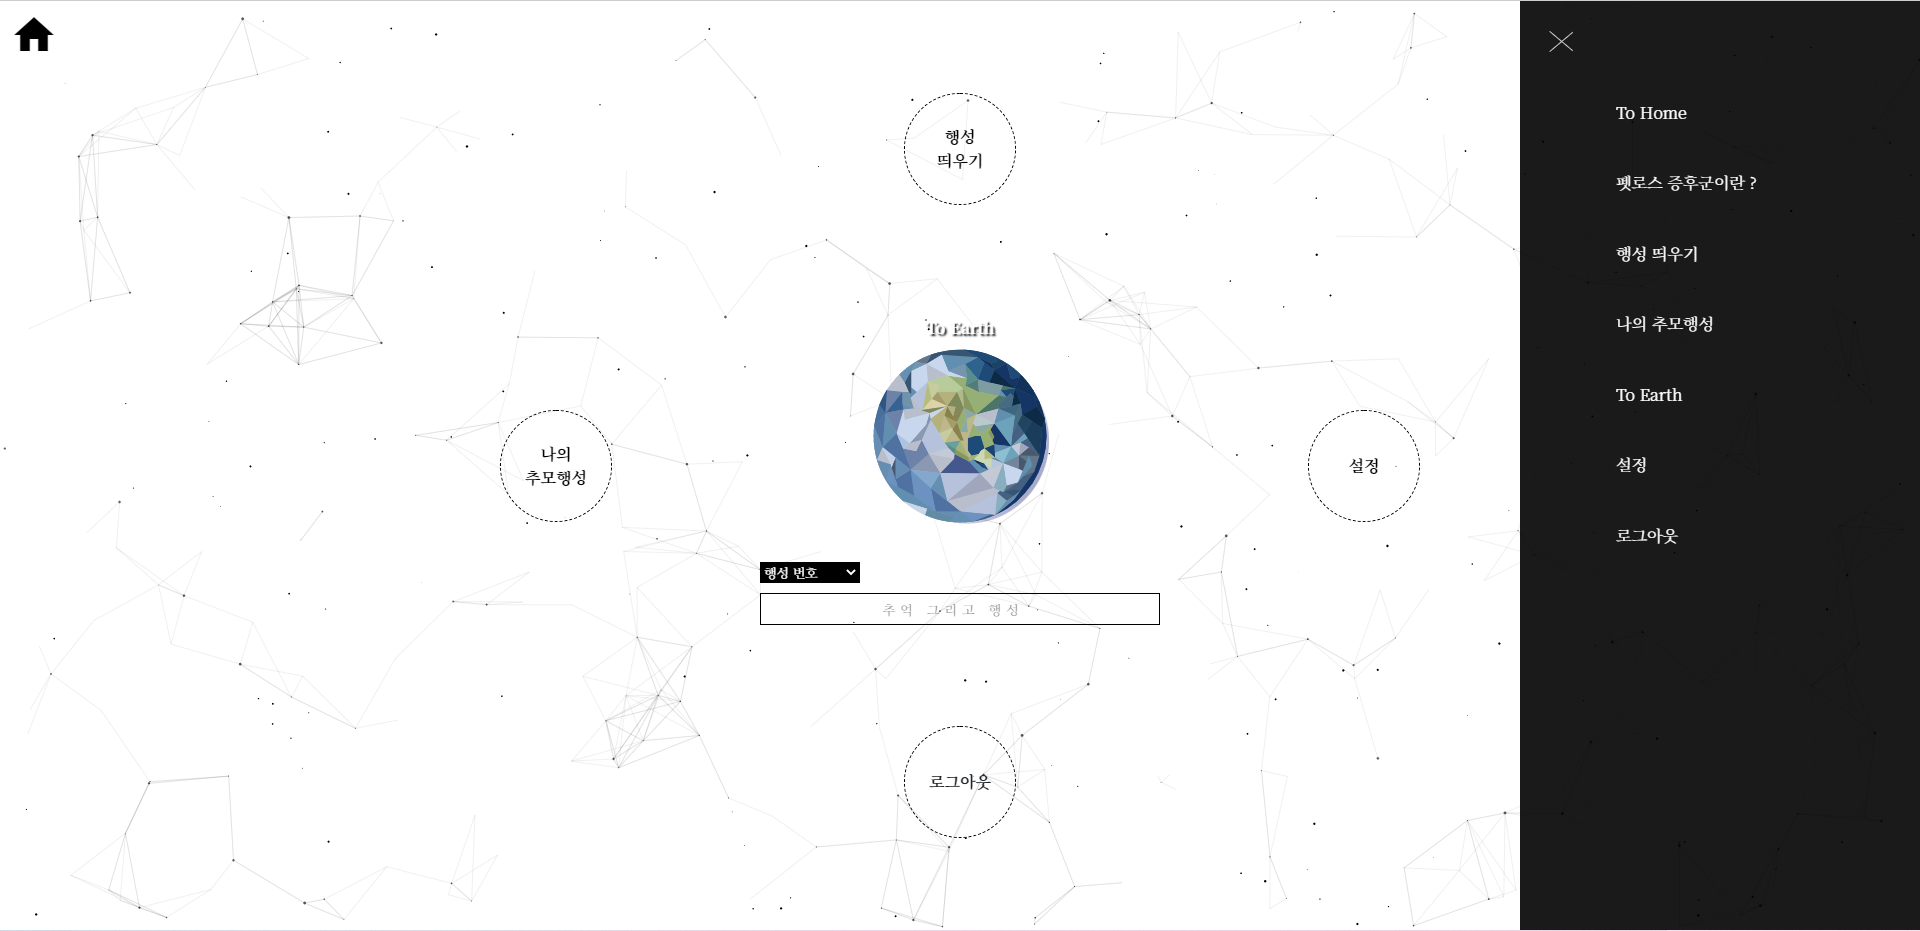 행성
띄우기
To Earth
나의
추모행성
설정
행성 번호
추억 그리고 행성
로그아웃
To Home
펫로스 증후군이란 ?
행성 띄우기
나의 추모행성
To Earth
설정
로그아웃